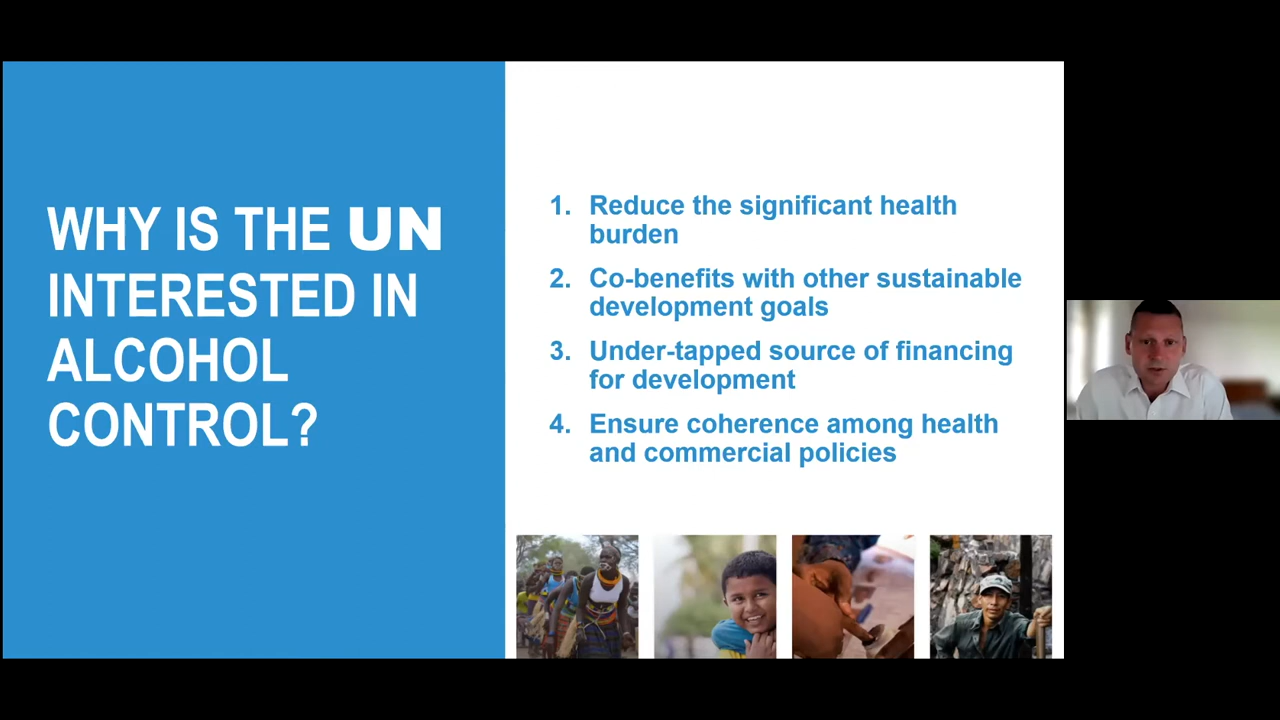 WHY IS THE UN
INTERESTED IN
ALCOHOL
CONTROL?
1. Reduce the significant health
burden
2. Co-benefits with other sustainable
development goals
3. Under-tapped source of financing
for development
4. Ensure coherence among health
and commercial policies